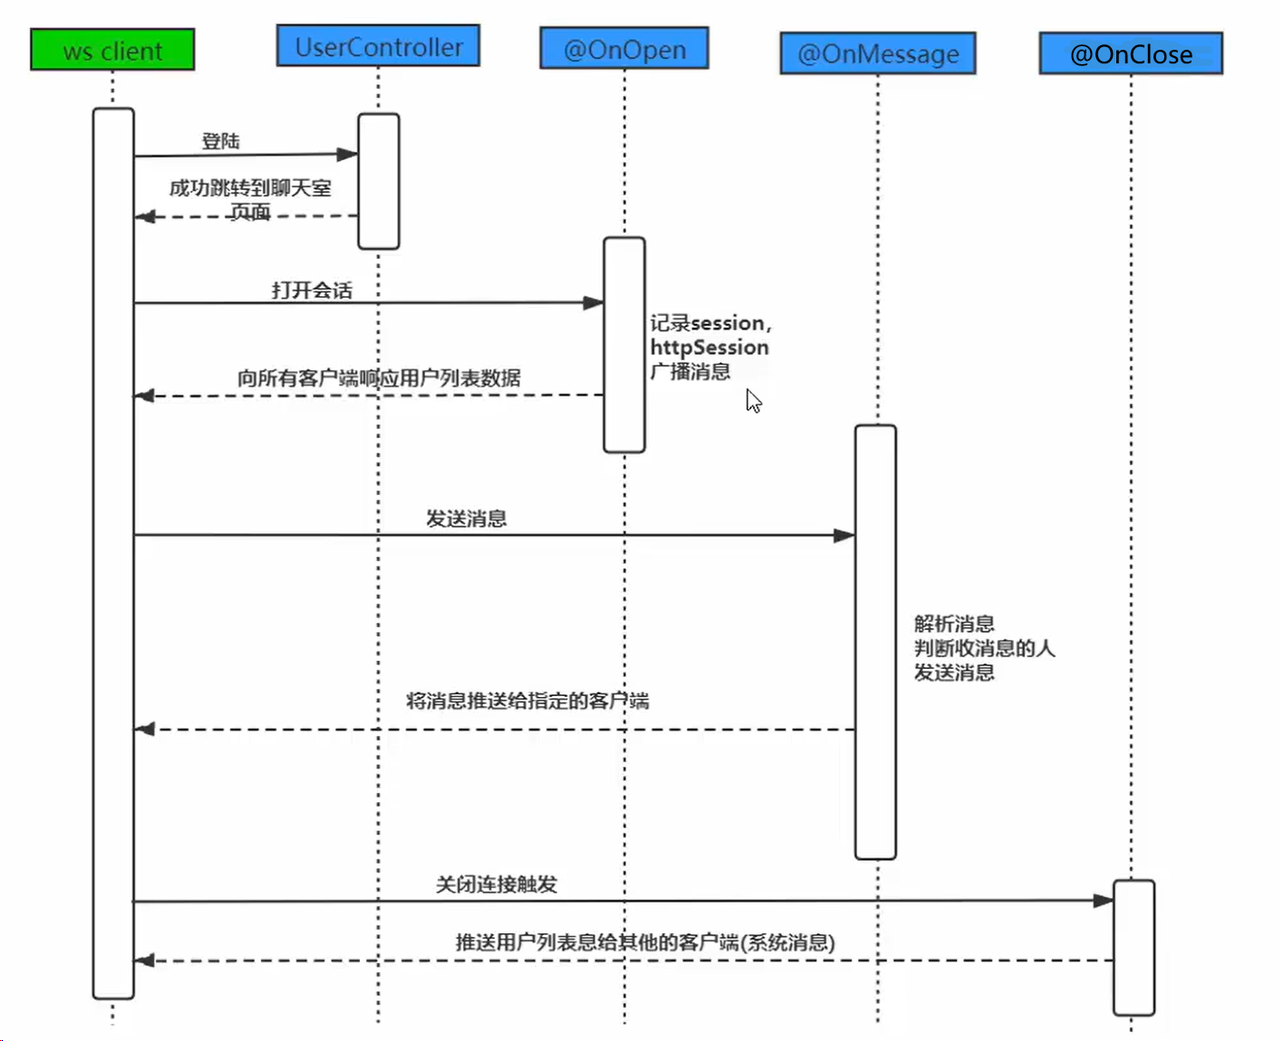 ws client
UserController
@OnOpen
@OnMessage
@OnClose
登陆
成功跳转到聊天室
页面
打开会话
记录session,
httpSession
广播消息
向所有客户端响应用户列表数据
发送消息
解析消息
判断收消息的人
发送消息
将消息推送给指定的客户端
关闭连接触发
推送用户列表息给其他的客户端(系统消息)